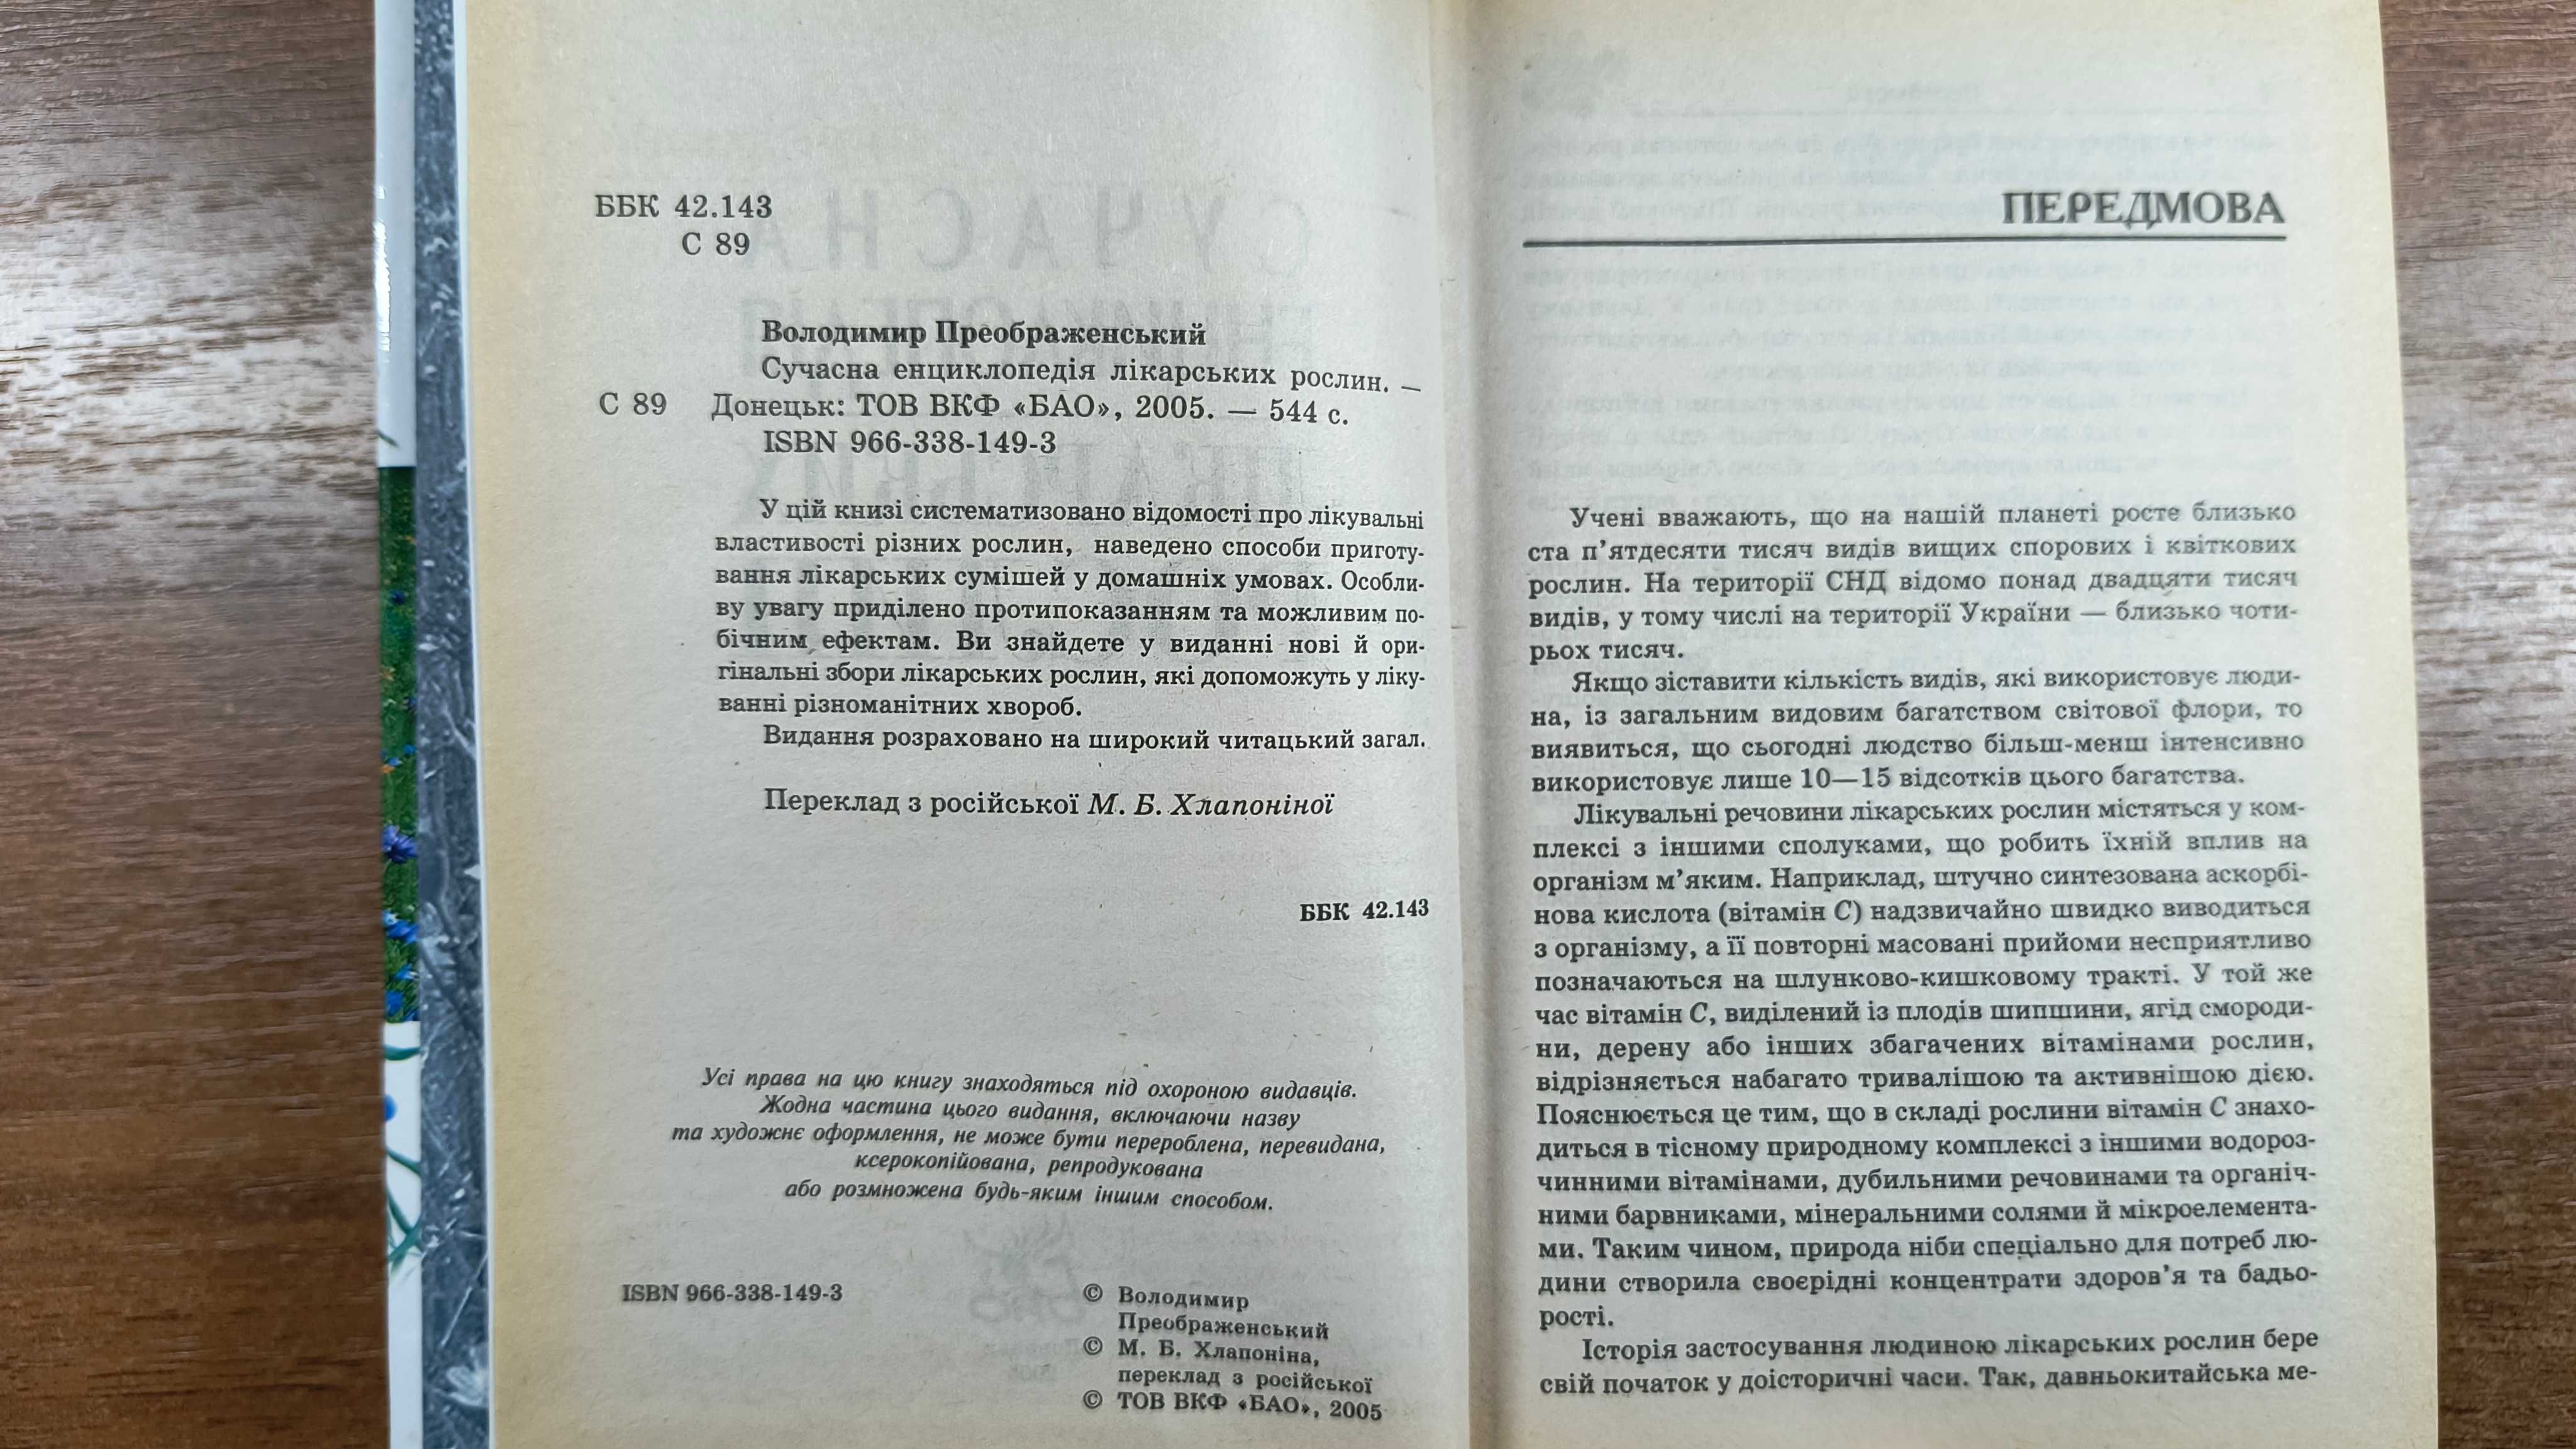 ББК 42.143
С 89
Володимир Преображенський
Сучасна енциклопедія лікарських рослин. —
С 89 Донецьк: ТОВ ВКФ «БАО», 2005. — 544 с.
ISBN 966-338-149-3
У цій книзі систематизовано відомості про лікувальні
властивості різних рослин, наведено способи приготу-
вання лікарських сумішей у домашніх умовах. Особли-
ву увагу приділено протипоказанням та можливим по-
бічним ефектам. Ви знайдете у виданні нові й ори-
гінальні збори лікарських рослин, які допоможуть у ліку-
ванні різноманітних хвороб.
Видання розраховано на широкий читацький загал.
Переклад з російської М. Б. Хлапоніної
ББК 42.143
Усі права на цю книгу знаходяться під охороною видавців.
Жодна частина цього видання, включаючи назву
та художнє оформлення, не може бути перероблена, перевидана,
ксерокопійована, репродукована
або розмножена будь-яким іншим способом.
ISBN 966-338-149-3
© Володимир
Преображенський
© М. Б. Хлапоніна,
переклад з російської
© ТОВ ВКФ «БАО», 2005
ПЕРЕДМОВА
Учені вважають, що на нашій планеті росте близько
ста п’ятдесяти тисяч видів вищих спорових і квіткових
рослин. На території СНД відомо понад двадцяти тисяч
видів, у тому числі на території України — близько чоти-
рьох тисяч.
Якщо зіставити кількість видів, які використовує люди-
на, із загальним видовим багатством світової флори, то
виявиться, що сьогодні людство більш-менш інтенсивно
використовує лише 10—15 відсотків цього багатства.
Лікувальні речовини лікарських рослин містяться у ком-
плексі з іншими сполуками, що робить їхній вплив на
організм м’яким. Наприклад, штучно синтезована аскорбі-
нова кислота (вітамін С) надзвичайно швидко виводиться
з організму, а її повторні масовані прийоми несприятливо
позначаються на шлунково-кишковому тракті. У той же
час вітамін С, виділений із плодів шипшини, ягід смороди-
ни, дерену або інших збагачених вітамінами рослин,
відрізняється набагато тривалішою та активнішою дією.
Пояснюється це тим, що в складі рослини вітамін С знахо-
диться в тісному природному комплексі з іншими водороз-
чинними вітамінами, дубильними речовинами та органіч-
ними барвниками, мінеральними солями й мікроелемента-
ми. Таким чином, природа ніби спеціально для потреб лю-
дини створила своєрідні концентрати здоров’я та бадьо-
рості.
Історія застосування людиною лікарських рослин бере
свій початок у доісторичні часи. Так, давньокитайська ме-